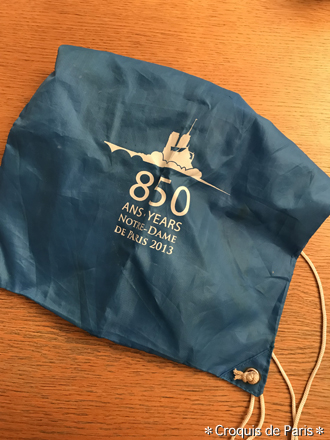 850
ANS·YEARS
NOTRE-DAME
DE PARIS 2013
＊Croquis de Paris＊